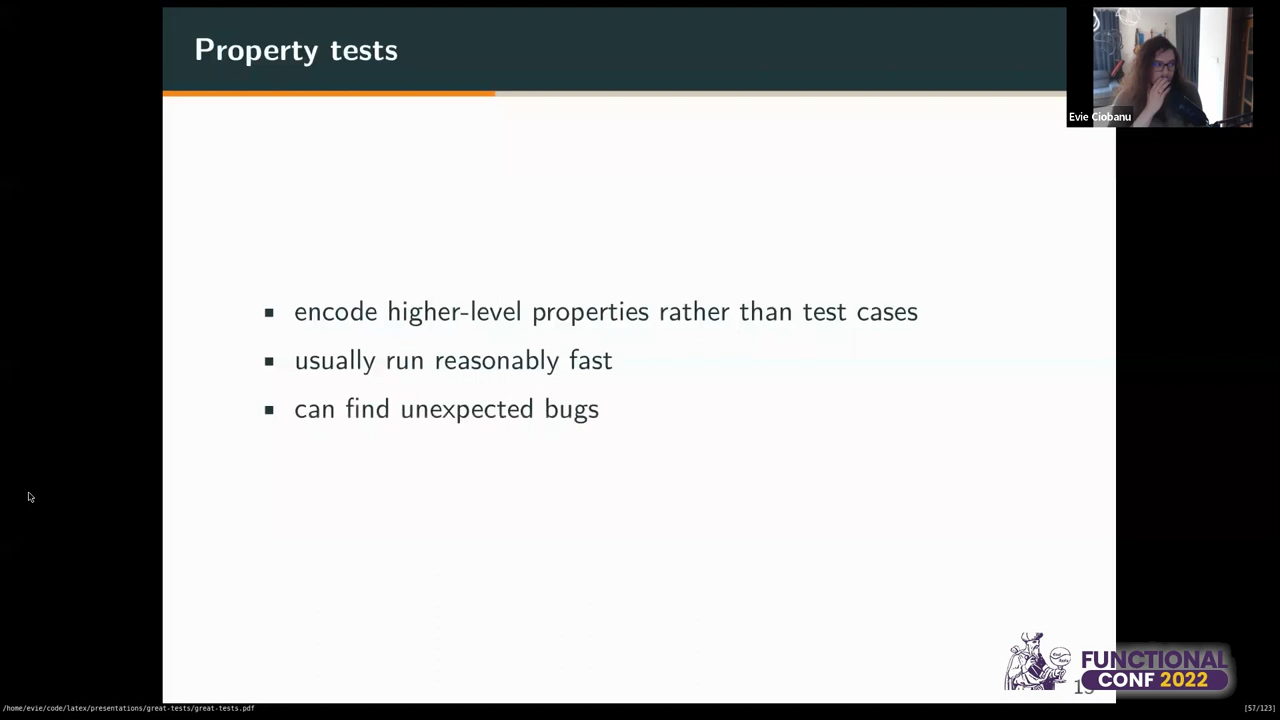 Property tests
Evie Ciobanu
▪ encode higher-level properties rather than test cases
▪ usually run reasonably fast
▪ can find unexpected bugs
FUNCTIONAL
CONF 2022
/home/evie/code/latex/presentations/great-tests/great-tests.pdf
[57/123]